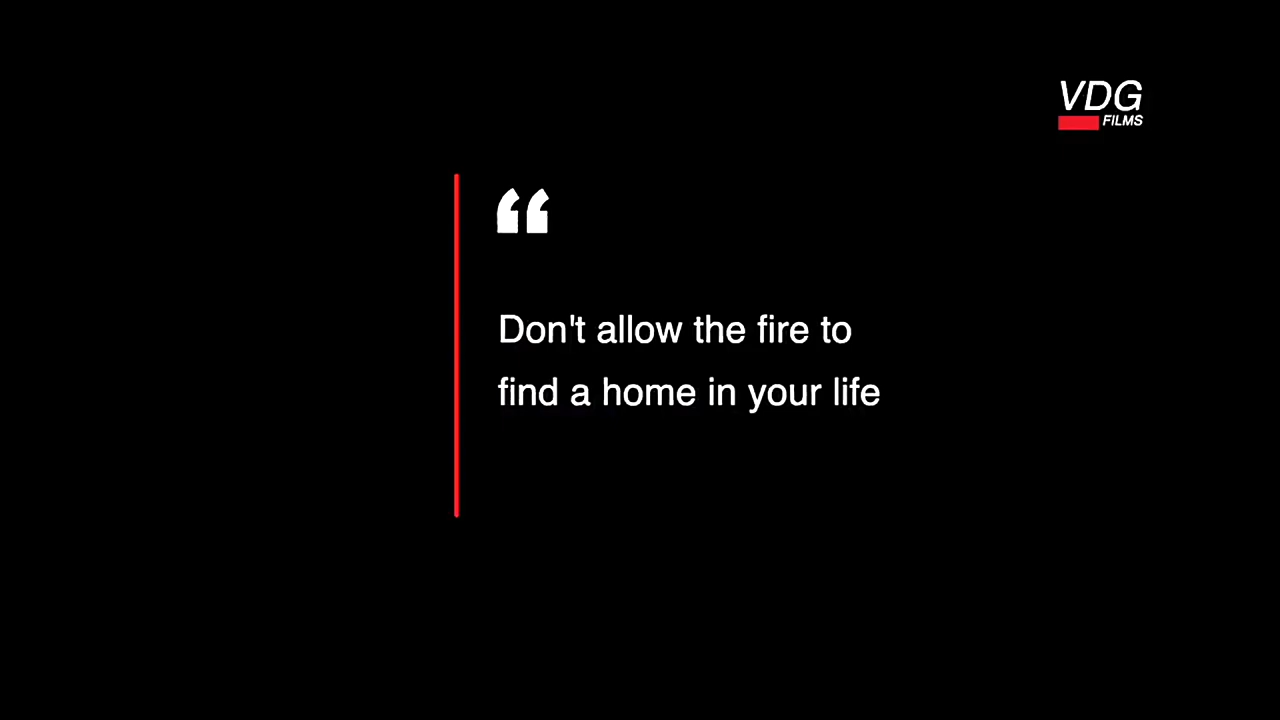 VDG
FILMS
“
Don't allow the fire to
find a home in your life